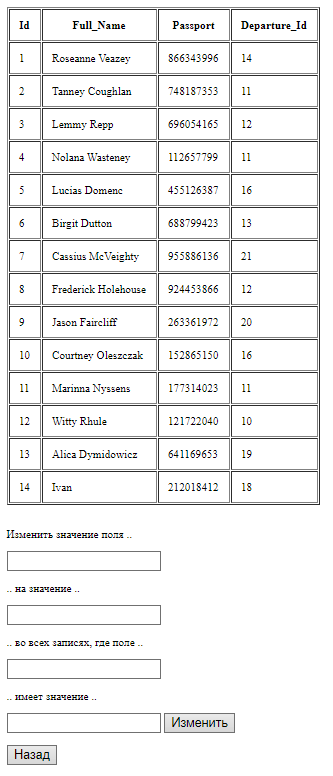 Id Full_Name Passport Departure_Id
1 Roseanne Veazey 866343996 14
2 Tanney Coughlan 748187353 11
3 Lemmy Repp 696054165 12
4 Nolana Wasteney 112657799 11
5 Lucias Domenc 455126387 16
6 Birgit Dutton 688799423 13
7 Cassius McVeighty 955886136 21
8 Frederick Holehouse 924453866 12
9 Jason Faircliff 263361972 20
10 Courtney Oleszczak 152865150 16
11 Marinna Nyssens 177314023 11
12 Witty Rhule 121722040 10
13 Alica Dymidowicz 641169653 19
14 Ivan 212018412 18
Изменить значение поля ..
.. на значение ..
.. во всех записях, где поле ..
.. имеет значение ..
Изменить
Назад